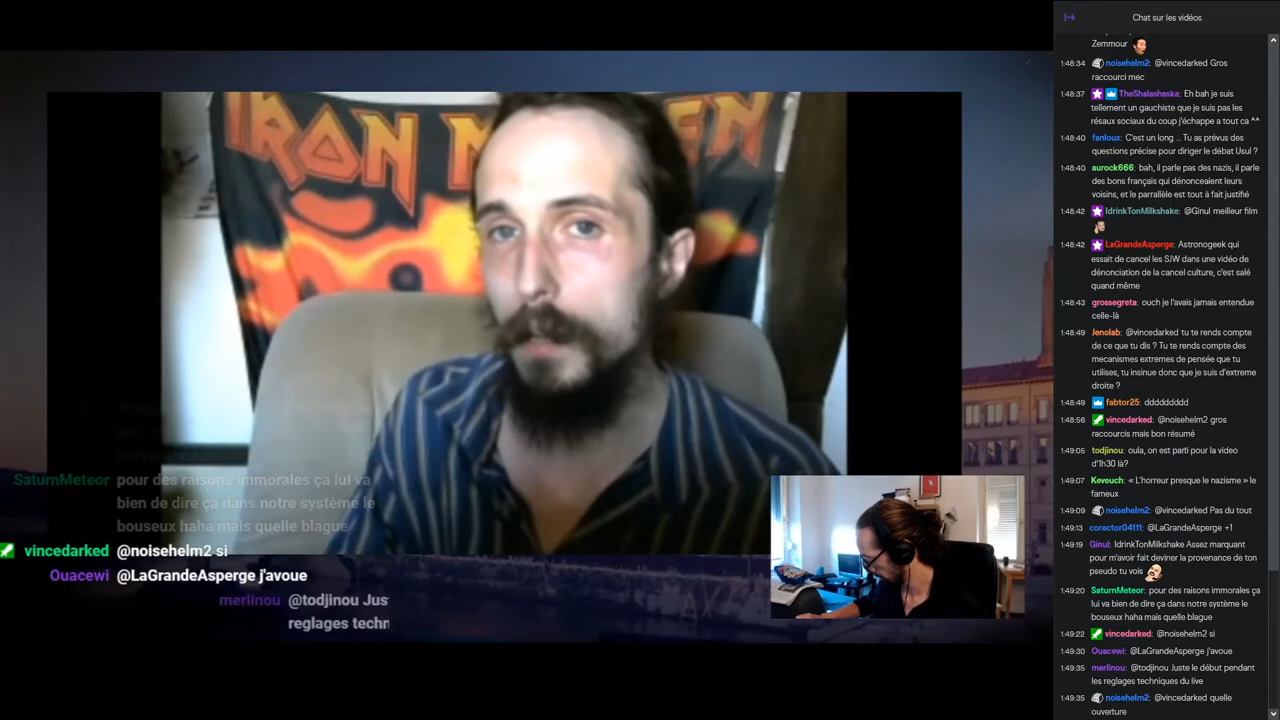 IRON M EN
SaturnMeteor pour des raisons immorales ça lui va
bien de dire ça dans notre système le
bouseux haha mais quelle blague
vincedarked @noisehelm2 si
Ouacewi @LaGrandeAsperge j'avoue
merlinou @todjinou Jus
reglages techn
Chat sur les vidéos
Zemmour
1:48:34 noisehelm2: @vincedarked Gros
raccourci mec
1:48:37 TheShalashaska: Eh bah je suis
tellement un gauchiste que je suis pas les
résaux sociaux du coup j'échappe a tout ca ^^
1:48:40 fanloux: C'est un long ... Tu as prévus des
questions précise pour diriger le débat Usul ?
1:48:40 aurock666: bah, il parle pas des nazis, il parle
des bons français qui dénonceaient leurs
voisins, et le parrallèle est tout à fait justifié
1:48:42 IdrinkTonMilkshake: @Ginul meilleur film
1:48:42 LaGrandeAsperge: Astronogeek qui
essait de cancel les SJW dans une vidéo de
dénonciation de la cancel culture, c'est salé
quand même
1:48:43 grossegreta: ouch je l'avais jamais entendue
celle-là
1:48:49 Jenolab: @vincedarked tu te rends compte
de ce que tu dis ? Tu te rends compte des
mecanismes extremes de pensée que tu
utilises, tu insinue donc que je suis d'extreme
droite ?
1:48:49 fabtor25: ddddddddd
1:48:56 vincedarked: @noisehelm2 gros
raccourcis mais bon résumé
1:49:05 todjinou: oula, on est parti pour la video
d'1h30 là?
1:49:07 Keveuch: « L'horreur presque le nazisme » le
fameux
1:49:09 noisehelm2: @vincedarked Pas du tout
1:49:13 corector04111: @LaGrandeAsperge +1
1:49:19 Ginul: IdrinkTonMilkshake Assez marquant
pour m'avoir fait deviner la provenance de ton
pseudo tu vois
1:49:20 SaturnMeteor: pour des raisons immorales ça
lui va bien de dire ça dans notre système le
bouseux haha mais quelle blague
1:49:22 vincedarked: @noisehelm2 si
1:49:30 Ouacewi: @LaGrandeAsperge j'avoue
1:49:35 merlinou: @todjinou Juste le début pendant
les reglages techniques du live
1:49:35 noisehelm2: @vincedarked quelle
ouverture